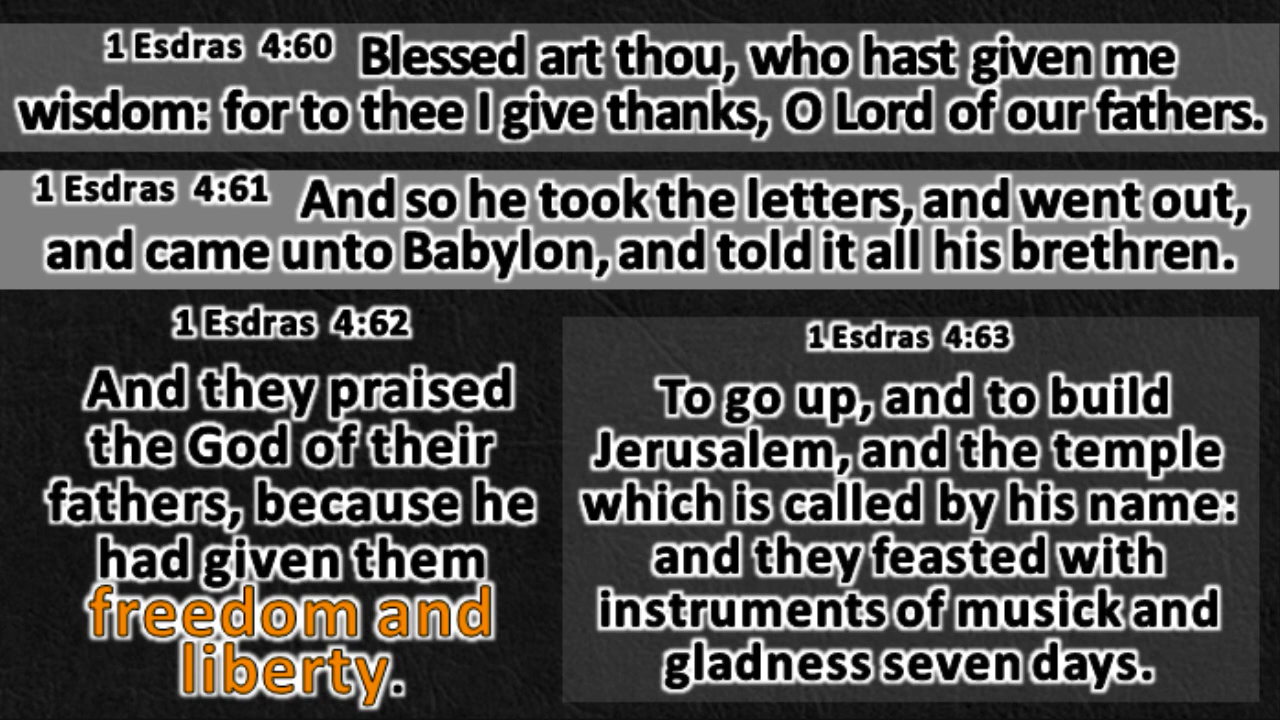 1 Esdras 4:60 Blessed art thou, who hast given me
wisdom: for to thee I give thanks, O Lord of our fathers.
1 Esdras 4:61 And so he took the letters, and went out,
and came unto Babylon, and told it all his brethren.
1 Esdras 4:62
And they praised
the God of their
fathers, because he
had given them
freedom and
liberty.
1 Esdras 4:63
To go up, and to build
Jerusalem, and the temple
which is called by his name:
and they feasted with
instruments of musick and
gladness seven days.